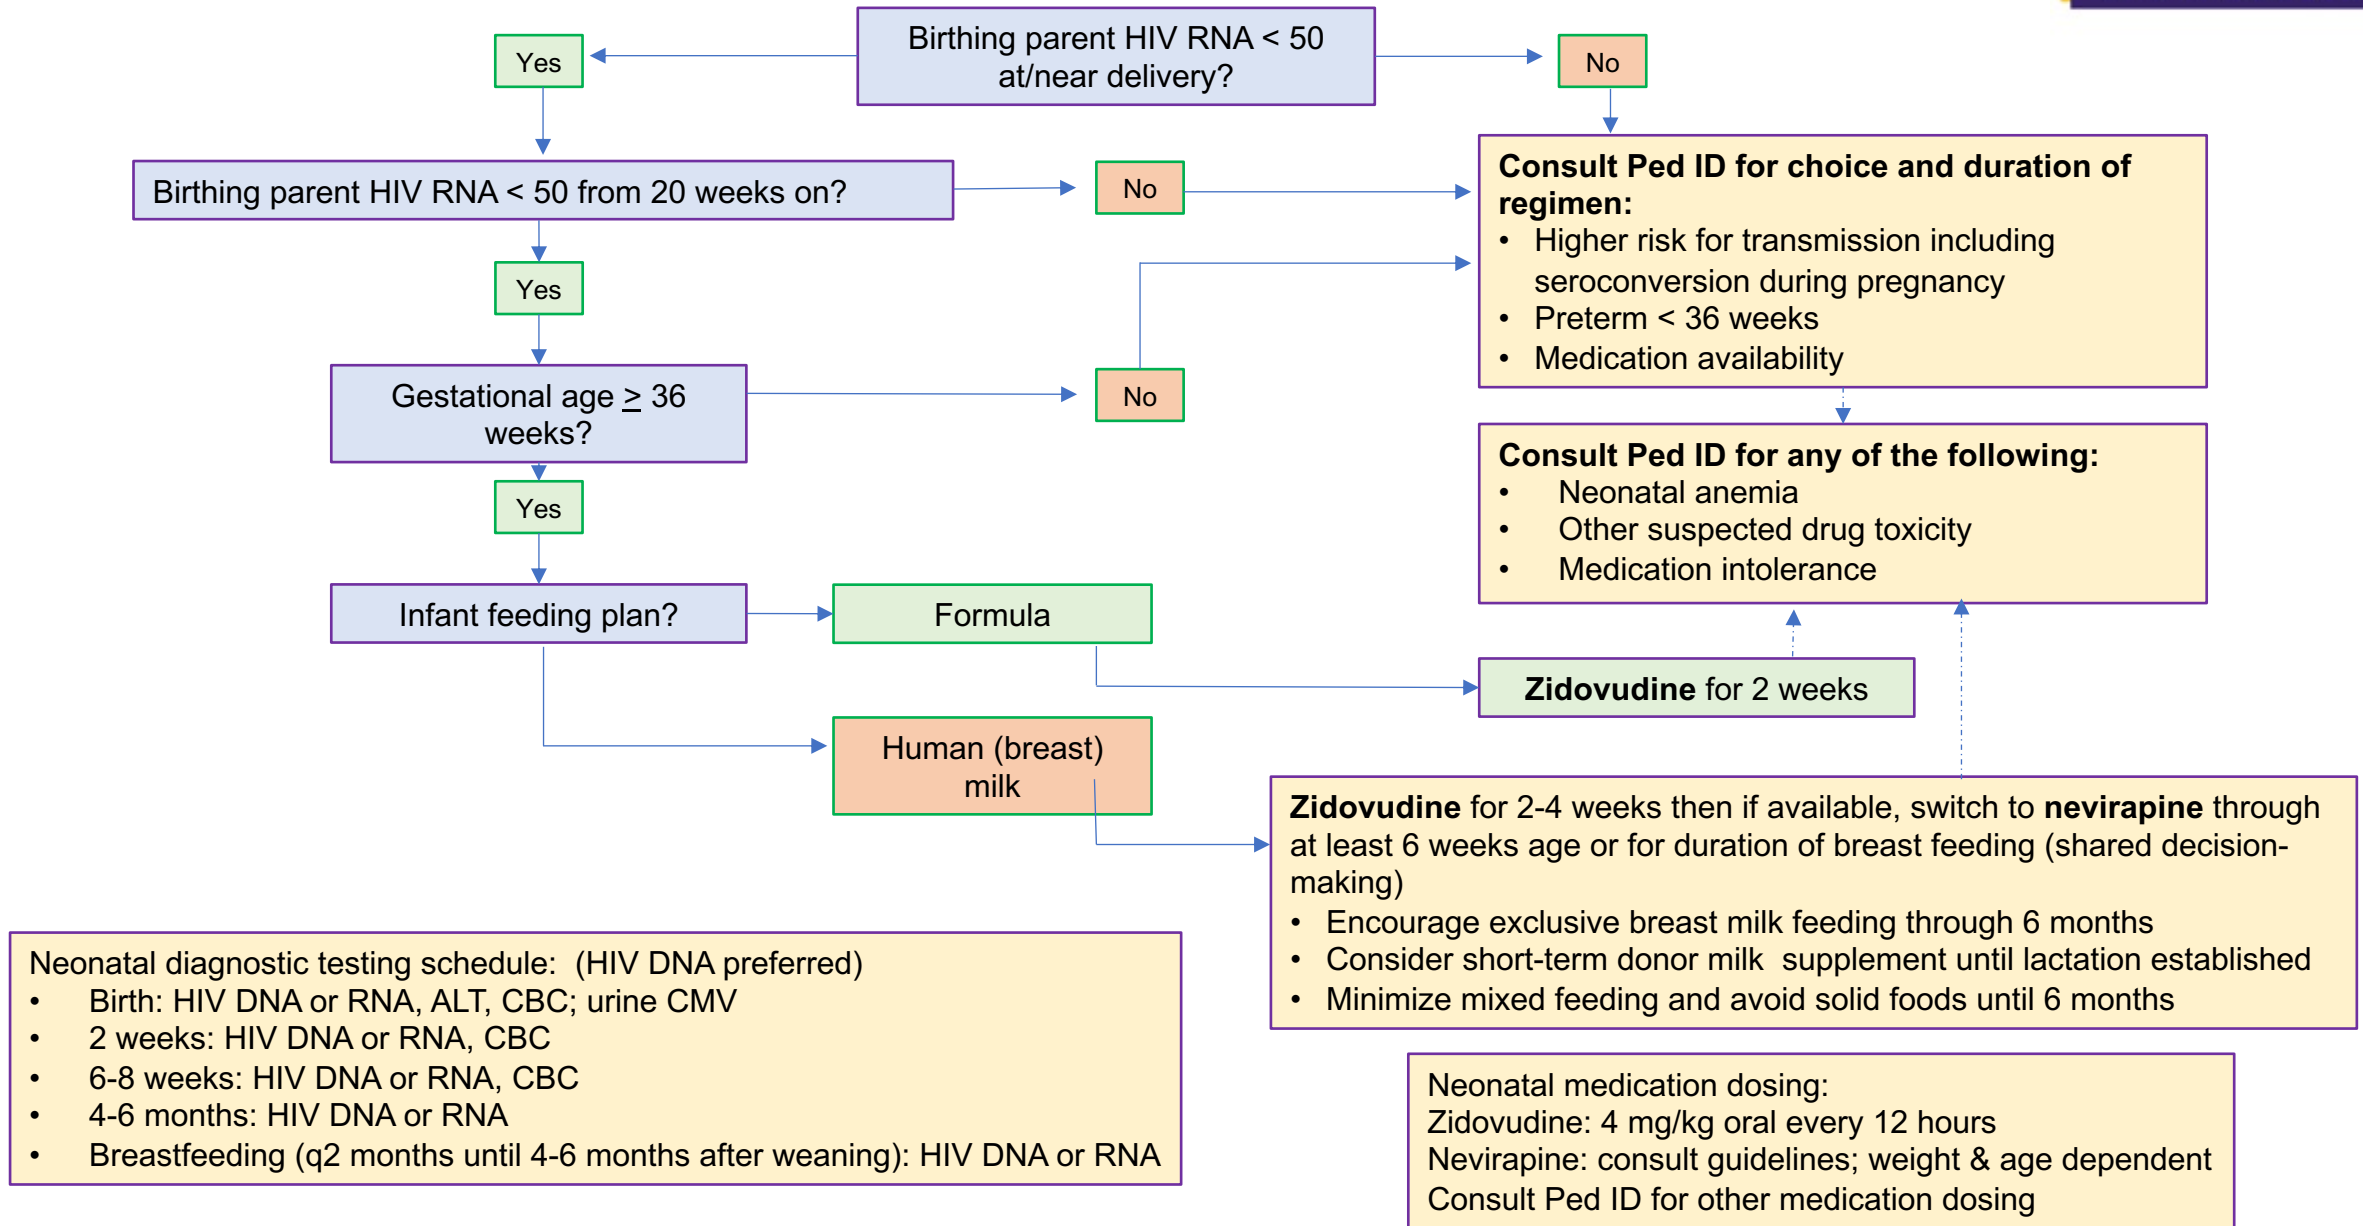 Birthing parent HIV RNA < 50
at/near delivery?
Yes
No
Birthing parent HIV RNA < 50 from 20 weeks on?
No
Consult Ped ID for choice and duration of
regimen:
• Higher risk for transmission including
seroconversion during pregnancy
• Preterm < 36 weeks
• Medication availability
Yes
Gestational age ≥ 36
weeks?
No
Consult Ped ID for any of the following:
• Neonatal anemia
• Other suspected drug toxicity
• Medication intolerance
Yes
Infant feeding plan?
Formula
Zidovudine for 2 weeks
Human (breast)
milk
Zidovudine for 2-4 weeks then if available, switch to nevirapine through
at least 6 weeks age or for duration of breast feeding (shared decision-
making)
• Encourage exclusive breast milk feeding through 6 months
• Consider short-term donor milk supplement until lactation established
• Minimize mixed feeding and avoid solid foods until 6 months
Neonatal diagnostic testing schedule: (HIV DNA preferred)
• Birth: HIV DNA or RNA, ALT, CBC; urine CMV
• 2 weeks: HIV DNA or RNA, CBC
• 6-8 weeks: HIV DNA or RNA, CBC
• 4-6 months: HIV DNA or RNA
• Breastfeeding (q2 months until 4-6 months after weaning): HIV DNA or RNA
Neonatal medication dosing:
Zidovudine: 4 mg/kg oral every 12 hours
Nevirapine: consult guidelines; weight & age dependent
Consult Ped ID for other medication dosing